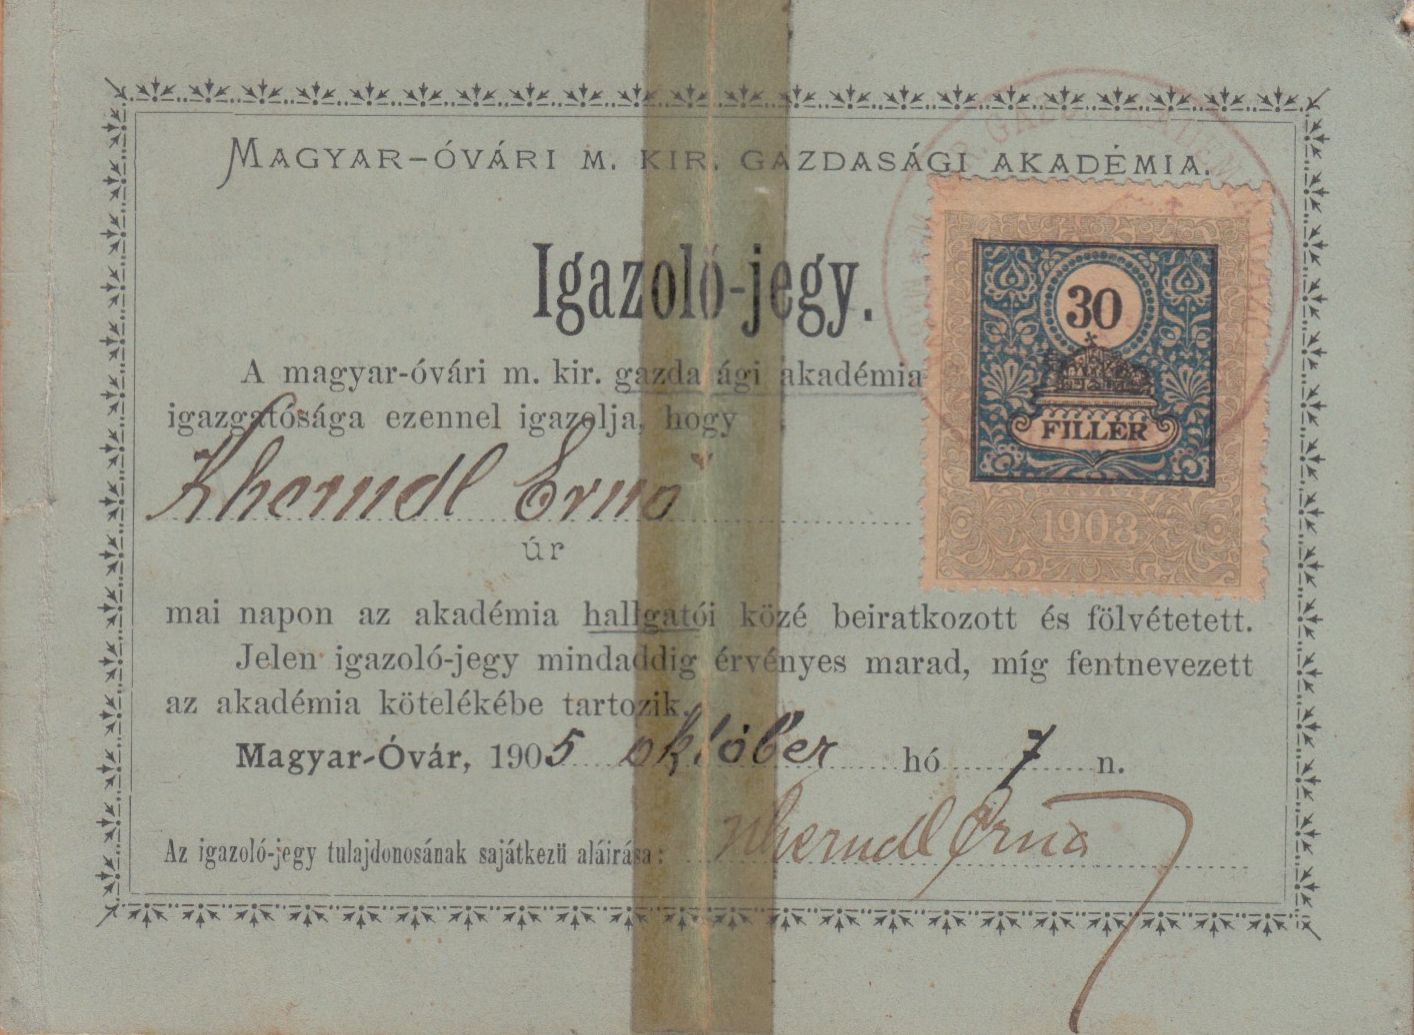 MAGYAR-ÓVÁRI M. KIR. GAZDASÁGI AKADÉMIA.
Igazoló-jegy.
30
FILLÉR
1903
A magyar-óvári m. kir. gazda ági akadémia
igazgatósága ezennel igazolja, hogy
Kherndl Ernő
úr
mai napon az akadémia hallgatói közé beiratkozott és fölvétetett.
Jelen igazoló-jegy mindaddig érvényes marad, míg fentnevezett
az akadémia kötelékébe tartozik.
Magyar-Óvár, 1905 október hó 7 n.
Az igazoló-jegy tulajdonosának sajátkezü aláirása: Kherndl Ernő